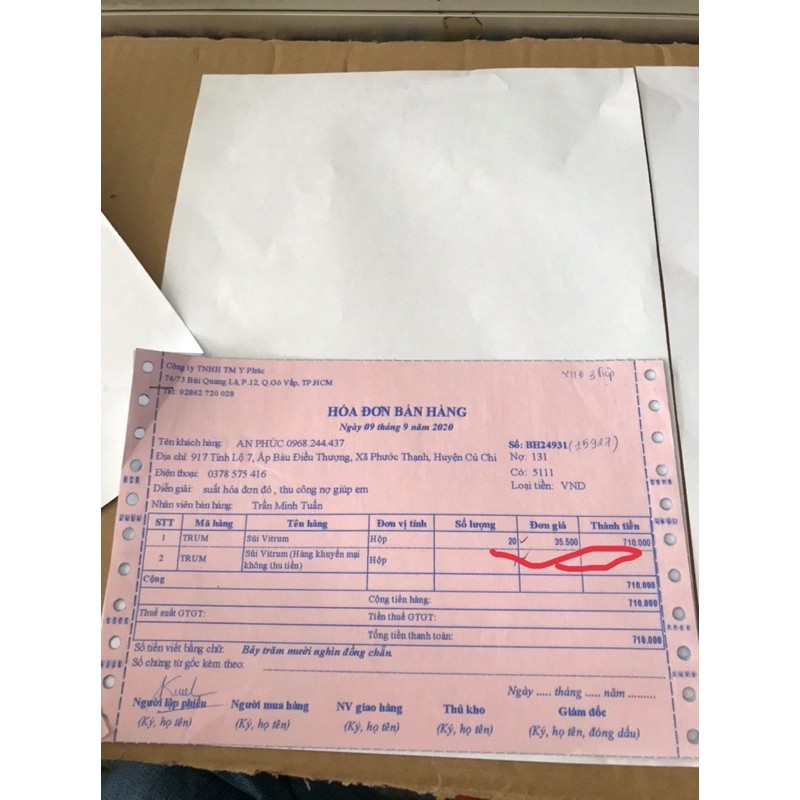 Công ty TNHH TM Y Phúc
74/73 Bùi Quang Là, P.12, Q.Gò Vấp, TP.HCM
Tel: 02862 720 028
3 hộp
HÓA ĐƠN BÁN HÀNG
Ngày 09 tháng 9 năm 2020
Tên khách hàng: AN PHÚC 0968.244.437
Số: BH24931 (15927)
Địa chỉ: 917 Tỉnh Lộ 7, Ấp Bàu Điều Thượng, Xã Phước Thạnh, Huyện Củ Chi
Nợ: 131
Điện thoại: 0378 575 416
Có: 5111
Diễn giải: suất hóa đơn đỏ , thu công nợ giúp em
Loại tiền: VND
Nhân viên bán hàng: Trần Minh Tuấn
STT Mã hàng Tên hàng Đơn vị tính Số lượng Đơn giá Thành tiền
1 TRUM Sủi Vitrum Hộp 20 35.500 710.000
2 TRUM Sủi Vitrum (Hàng khuyến mại không thu tiền) Hộp
Cộng 710.000
Cộng tiền hàng: 710.000
Thuế suất GTGT: Tiền thuế GTGT:
Tổng tiền thanh toán: 710.000
Số tiền viết bằng chữ: Bảy trăm mười nghìn đồng chẵn.
Số chứng từ gốc kèm theo:
Ngày ..... tháng ..... năm .........
Người lập phiếu Người mua hàng NV giao hàng Thủ kho Giám đốc
(Ký, họ tên) (Ký, họ tên) (Ký, họ tên) (Ký, họ tên) (Ký, họ tên, đóng dấu)